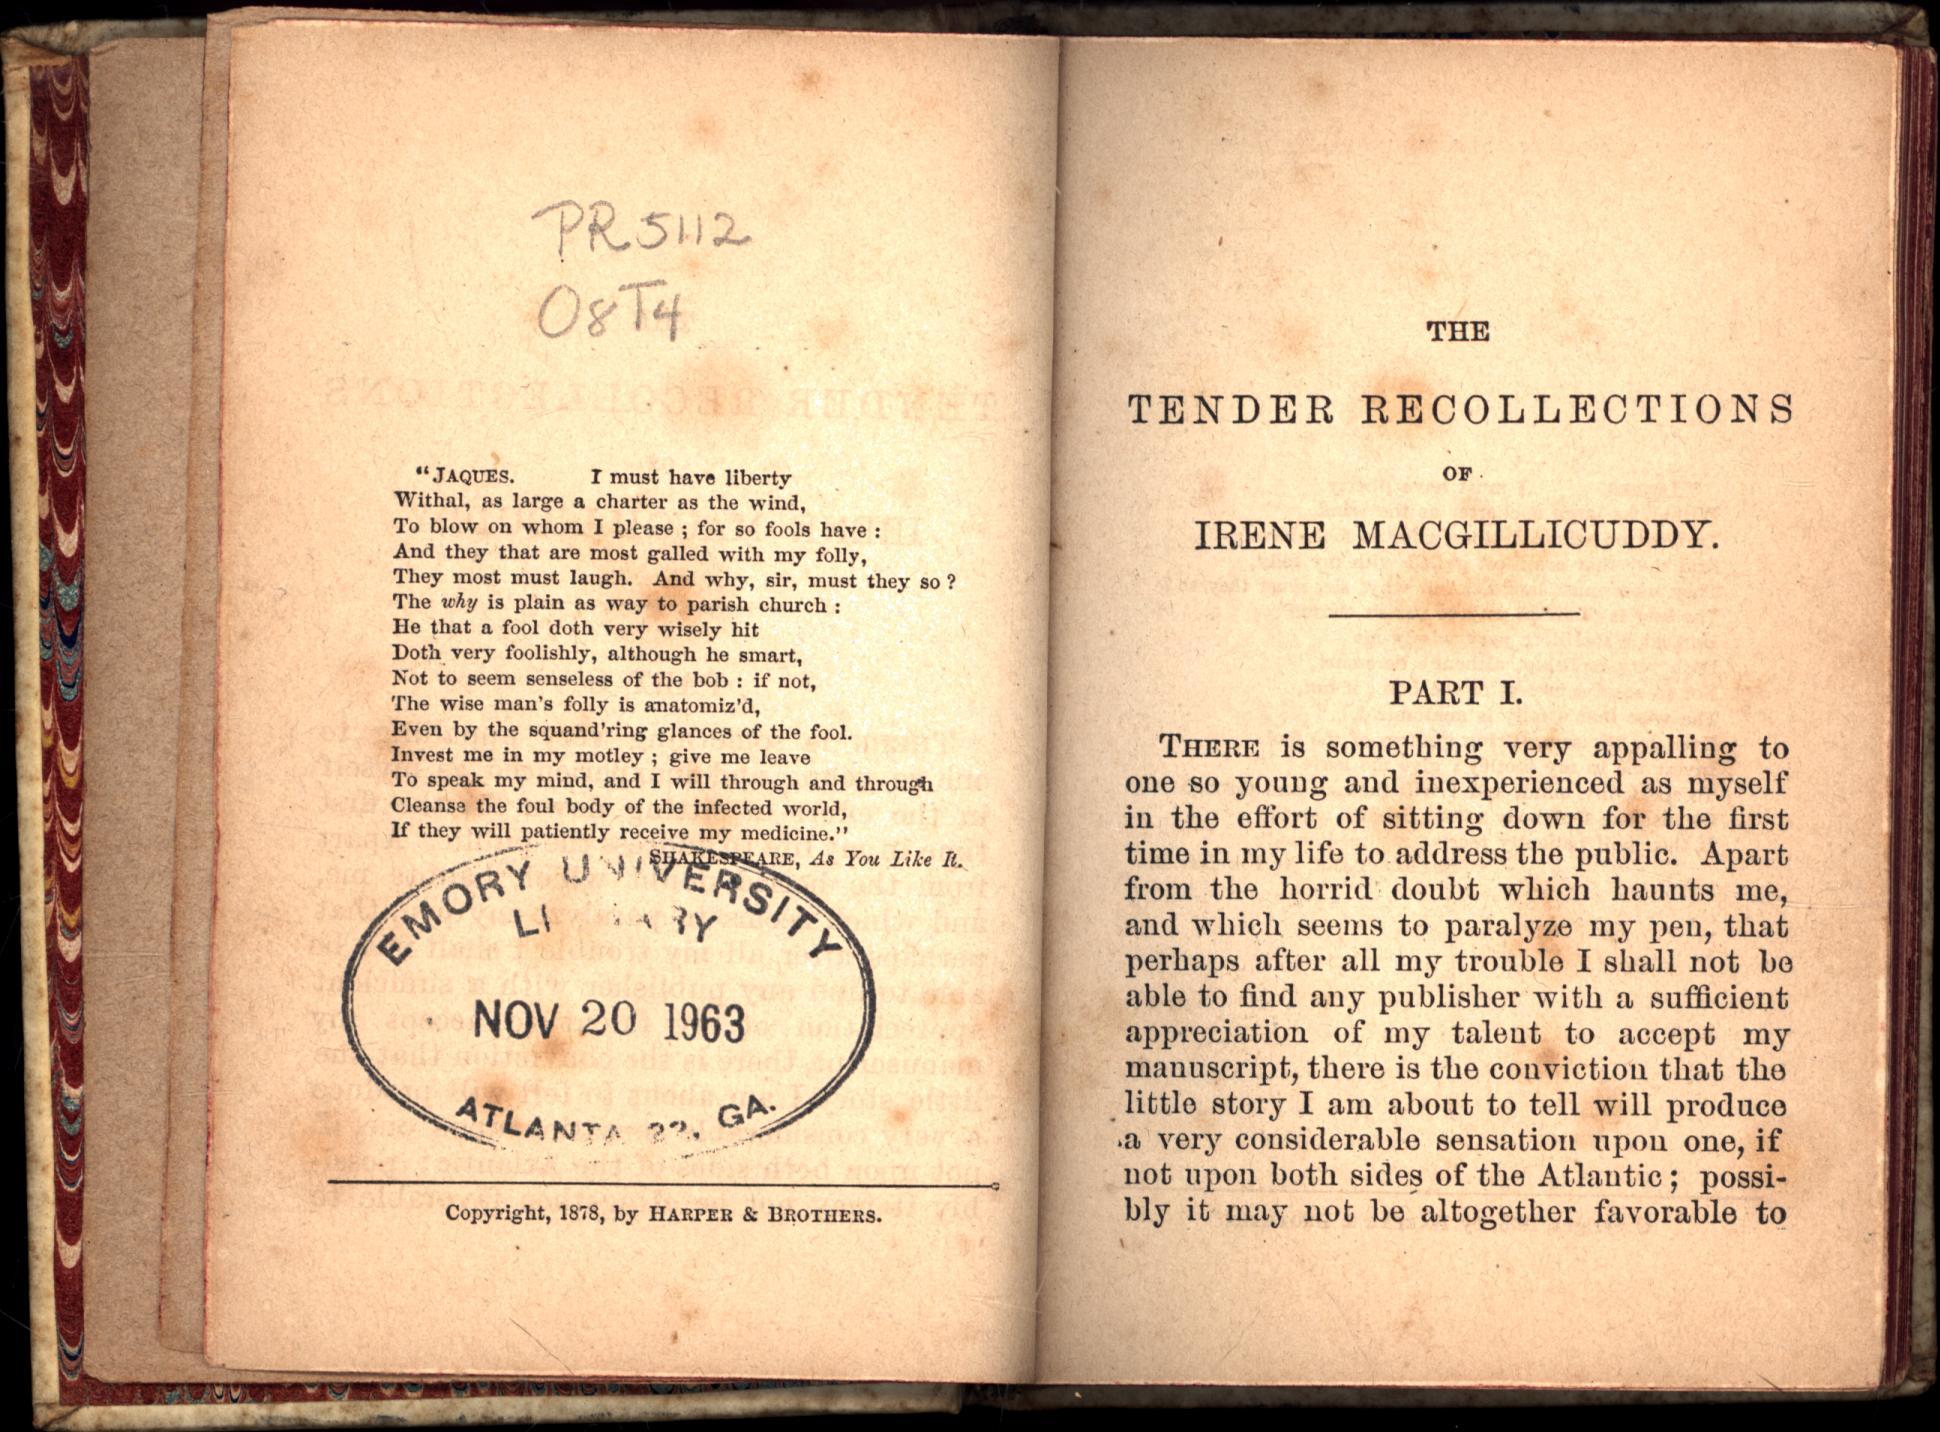 PR5112
O8T4
"JAQUES. I must have liberty
Withal, as large a charter as the wind,
To blow on whom I please ; for so fools have :
And they that are most galled with my folly,
They most must laugh. And why, sir, must they so ?
The why is plain as way to parish church :
He that a fool doth very wisely hit
Doth very foolishly, although he smart,
Not to seem senseless of the bob : if not,
The wise man's folly is anatomiz'd,
Even by the squand'ring glances of the fool.
Invest me in my motley ; give me leave
To speak my mind, and I will through and through
Cleanse the foul body of the infected world,
If they will patiently receive my medicine."
SHAKESPEARE, As You Like It.
EMORY UNIVERSITY
LIBRARY
NOV 20 1963
ATLANTA 22, GA.
Copyright, 1878, by HARPER & BROTHERS.
THE
TENDER RECOLLECTIONS
OF
IRENE MACGILLICUDDY.
PART I.
THERE is something very appalling to
one so young and inexperienced as myself
in the effort of sitting down for the first
time in my life to address the public. Apart
from the horrid doubt which haunts me,
and which seems to paralyze my pen, that
perhaps after all my trouble I shall not be
able to find any publisher with a sufficient
appreciation of my talent to accept my
manuscript, there is the conviction that the
little story I am about to tell will produce
a very considerable sensation upon one, if
not upon both sides of the Atlantic ; possi-
bly it may not be altogether favorable to